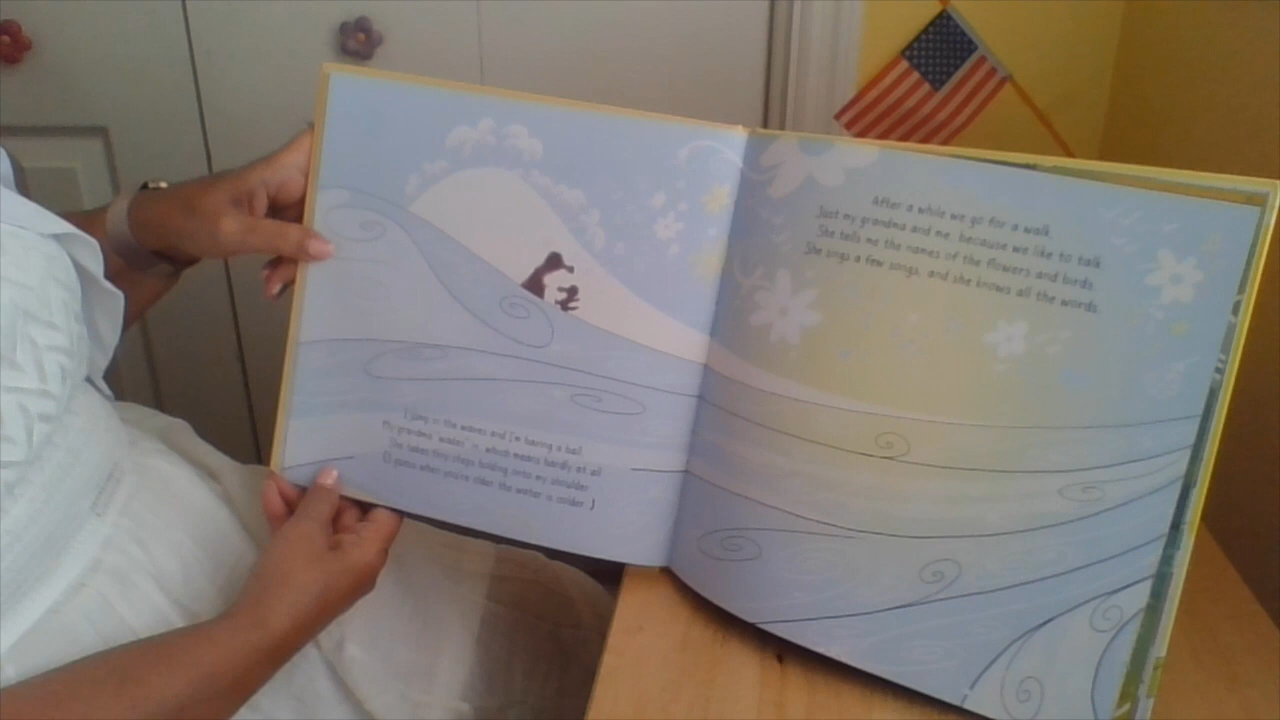 I jump in the waves and I'm having a ball.
My grandma "wades" in, which means hardly at all.
She takes tiny steps holding onto my shoulder.
(I guess when you're older the water is colder.)
After a while we go for a walk.
Just my grandma and me, because we like to talk.
She tells me the names of the flowers and birds.
She sings a few songs, and she knows all the words.